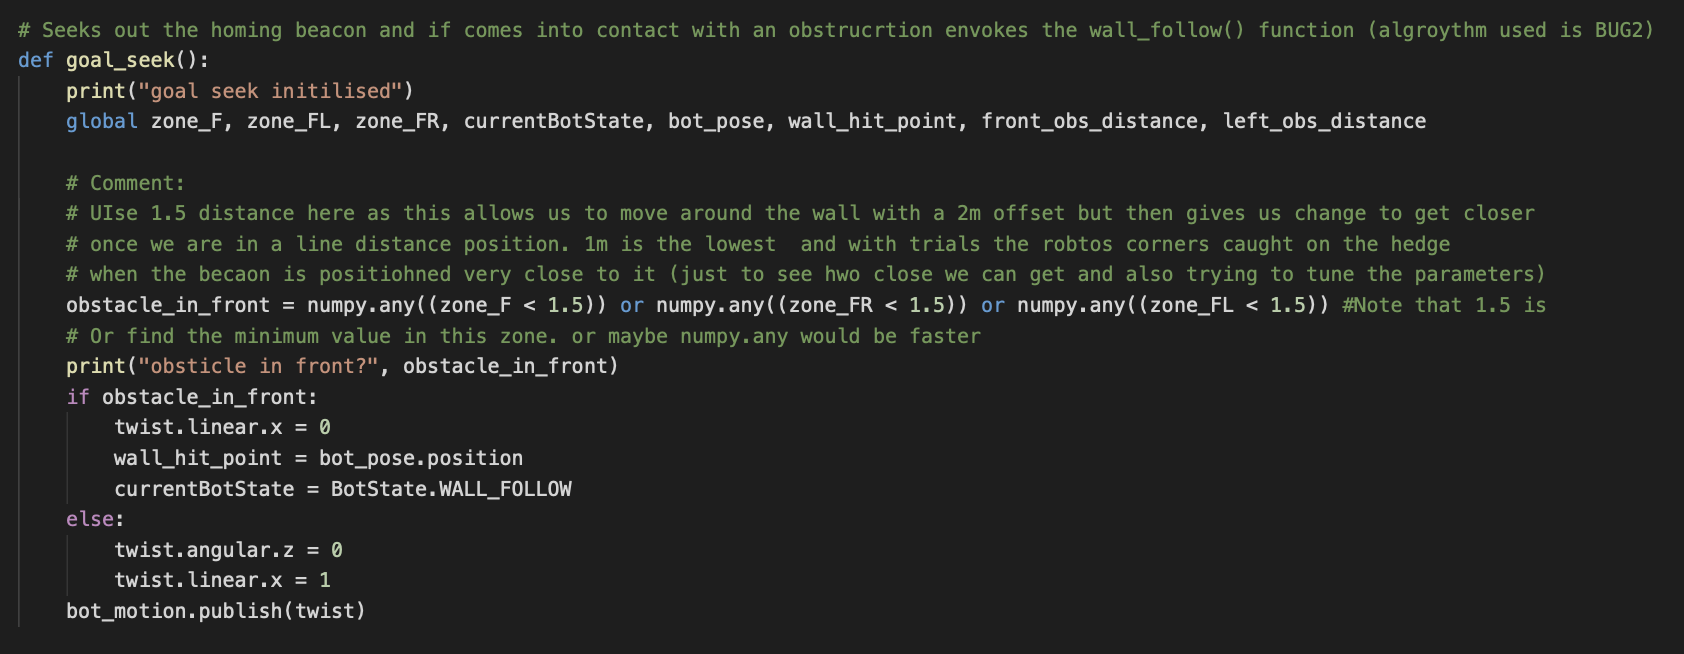 # Seeks out the homing beacon and if comes into contact with an obstrucrtion envokes the wall_follow() function (algroythm used is BUG2)
def goal_seek():
    print("goal seek initilised")
    global zone_F, zone_FL, zone_FR, currentBotState, bot_pose, wall_hit_point, front_obs_distance, left_obs_distance

    # Comment:
    # UIse 1.5 distance here as this allows us to move around the wall with a 2m offset but then gives us change to get closer
    # once we are in a line distance position. 1m is the lowest  and with trials the robtos corners caught on the hedge
    # when the becaon is positiohned very close to it (just to see hwo close we can get and also trying to tune the parameters)
    obstacle_in_front = numpy.any((zone_F < 1.5)) or numpy.any((zone_FR < 1.5)) or numpy.any((zone_FL < 1.5)) #Note that 1.5 is
    # Or find the minimum value in this zone. or maybe numpy.any would be faster
    print("obsticle in front?", obstacle_in_front)
    if obstacle_in_front:
        twist.linear.x = 0
        wall_hit_point = bot_pose.position
        currentBotState = BotState.WALL_FOLLOW
    else:
        twist.angular.z = 0
        twist.linear.x = 1
    bot_motion.publish(twist)